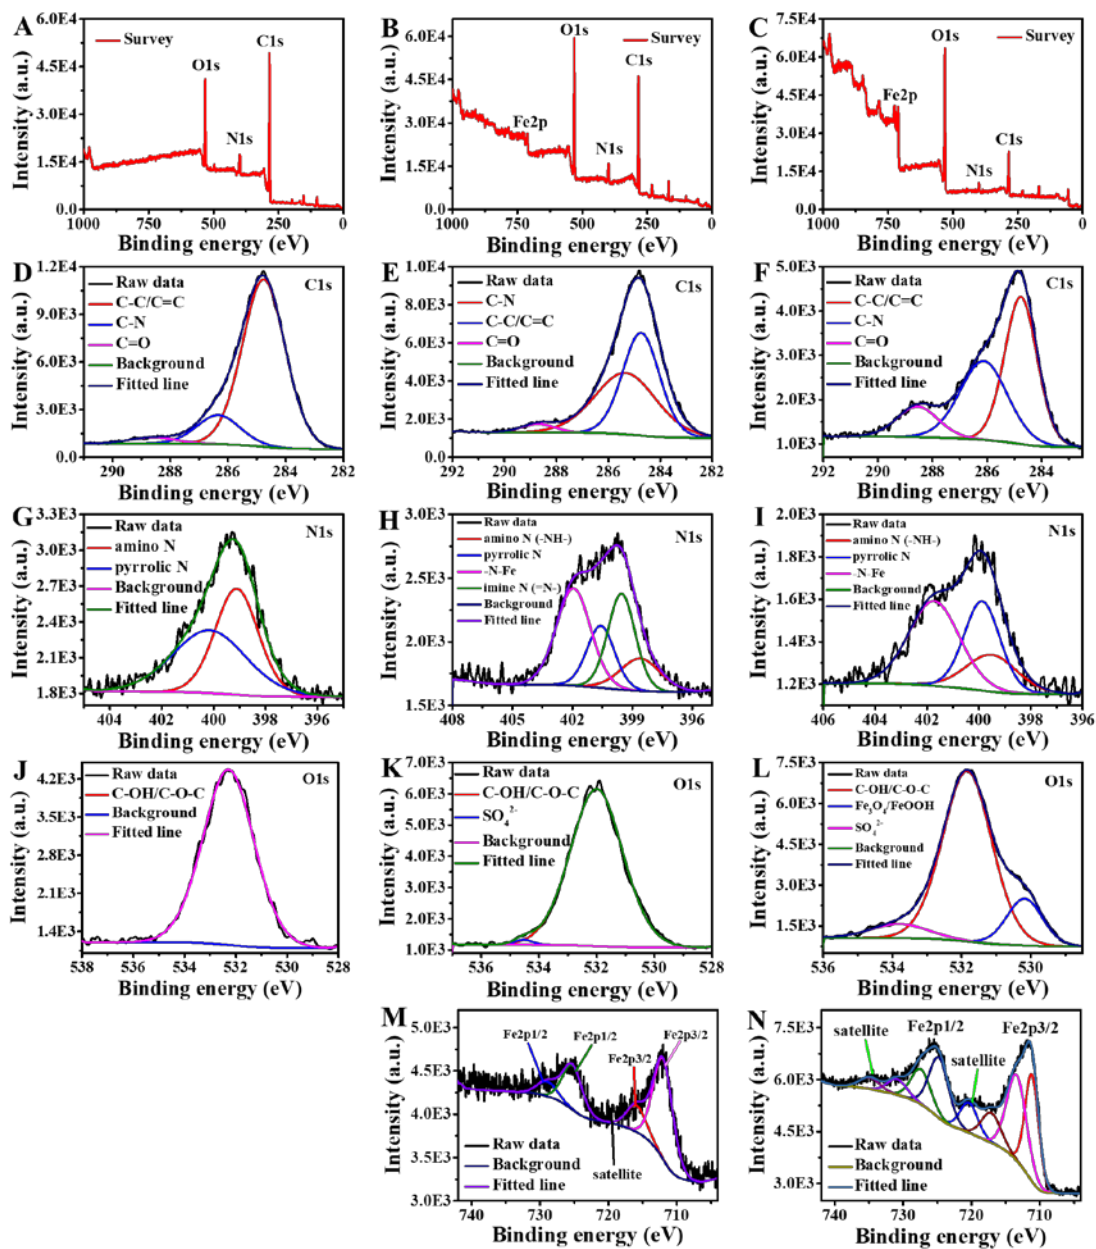 A
Survey
C1s
O1s
N1s
Intensity (a.u.)
6.0E4
4.5E4
3.0E4
1.5E4
0.0
1000 750 500 250 0
Binding energy (eV)
B
O1s
Survey
C1s
Fe2p
N1s
Intensity (a.u.)
6.0E4
4.5E4
3.0E4
1.5E4
0.0
1000 750 500 250 0
Binding energy (eV)
C
O1s
Survey
Fe2p
C1s
N1s
Intensity (a.u.)
7.5E4
6.0E4
4.5E4
3.0E4
1.5E4
0.0
1000 750 500 250 0
Binding energy (eV)
D
Raw data
C-C/C=C
C-N
C=O
Background
Fitted line
C1s
Intensity (a.u.)
1.2E4
9.0E3
6.0E3
3.0E3
0.0
290 288 286 284 282
Binding energy (eV)
E
Raw data
C-N
C-C/C=C
C=O
Background
Fitted line
C1s
Intensity (a.u.)
1.0E4
8.0E3
6.0E3
4.0E3
2.0E3
0.0
292 290 288 286 284 282
Binding energy (eV)
F
Raw data
C-C/C=C
C-N
C=O
Background
Fitted line
C1s
Intensity (a.u.)
5.0E3
4.0E3
3.0E3
2.0E3
1.0E3
292 290 288 286 284
Binding energy (eV)
G
Raw data
amino N
pyrrolic N
Background
Fitted line
N1s
Intensity (a.u.)
3.3E3
3.0E3
2.7E3
2.4E3
2.1E3
1.8E3
404 402 400 398 396
Binding energy (eV)
H
Raw data
amino N (-NH-)
pyrrolic N
-N-Fe
imine N (=N-)
Background
Fitted line
N1s
Intensity (a.u.)
3.0E3
2.5E3
2.0E3
1.5E3
408 405 402 399 396
Binding energy (eV)
I
Raw data
amino N (-NH-)
pyrrolic N
-N-Fe
Background
Fitted line
N1s
Intensity (a.u.)
2.0E3
1.8E3
1.6E3
1.4E3
1.2E3
406 404 402 400 398 396
Binding energy (eV)
J
Raw data
C-OH/C-O-C
Background
Fitted line
O1s
Intensity (a.u.)
4.2E3
3.5E3
2.8E3
2.1E3
1.4E3
538 536 534 532 530 528
Binding energy (eV)
K
Raw data
C-OH/C-O-C
SO₄²⁻
Background
Fitted line
O1s
Intensity (a.u.)
7.0E3
6.0E3
5.0E3
4.0E3
3.0E3
2.0E3
1.0E3
536 534 532 530 528
Binding energy (eV)
L
Raw data
C-OH/C-O-C
Fe₃O₄/FeOOH
SO₄²⁻
Background
Fitted line
O1s
Intensity (a.u.)
7.5E3
6.0E3
4.5E3
3.0E3
1.5E3
536 534 532 530
Binding energy (eV)
M
Fe2p1/2
Fe2p1/2
Fe2p3/2
Fe2p3/2
satellite
Raw data
Background
Fitted line
Intensity (a.u.)
5.0E3
4.5E3
4.0E3
3.5E3
3.0E3
740 730 720 710
Binding energy (eV)
N
satellite
Fe2p1/2
satellite
Fe2p3/2
Raw data
Background
Fitted line
Intensity (a.u.)
7.5E3
6.0E3
4.5E3
3.0E3
740 730 720 710
Binding energy (eV)